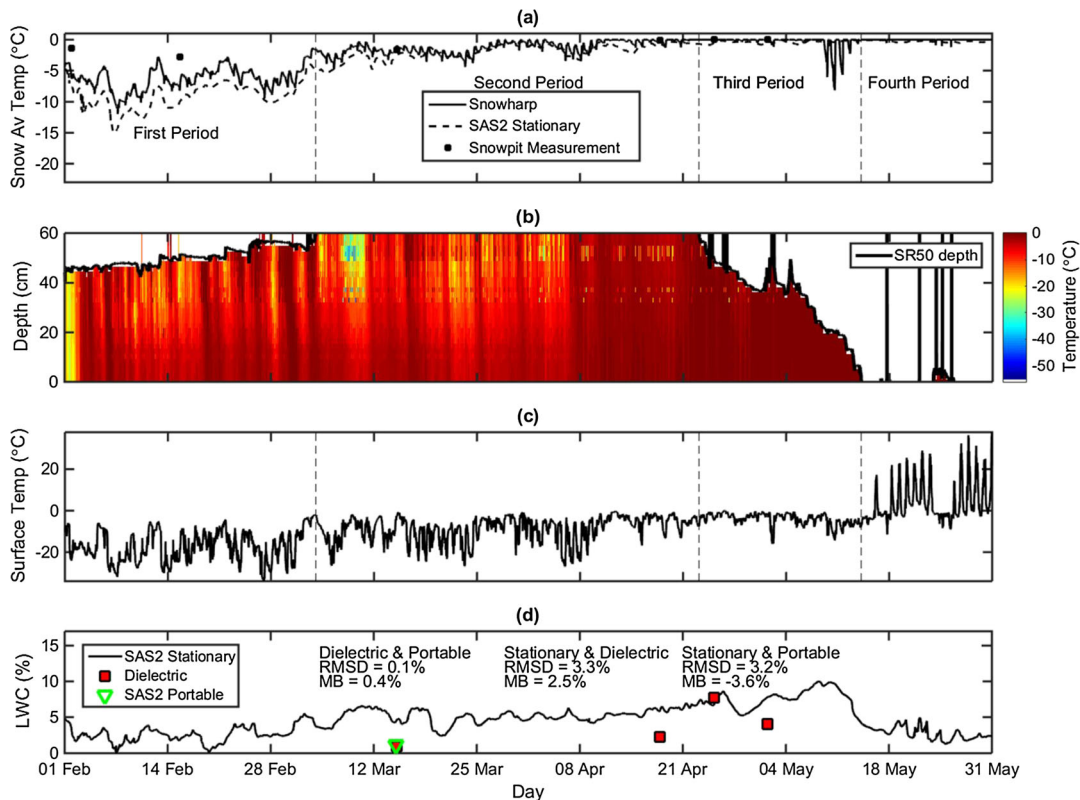 (a)
Snow Av Temp (°C)
0
-5
-10
-15
-20
First Period
Second Period
Third Period
Fourth Period
Snowharp
SAS2 Stationary
Snowpit Measurement
(b)
Depth (cm)
60
40
20
0
SR50 depth
0
-10
-20
-30
-40
-50
Temperature (°C)
(c)
Surface Temp (°C)
20
0
-20
(d)
LWC (%)
15
10
5
0
SAS2 Stationary
Dielectric
SAS2 Portable
Dielectric & Portable
RMSD = 0.1%
MB = 0.4%
Stationary & Dielectric
RMSD = 3.3%
MB = 2.5%
Stationary & Portable
RMSD = 3.2%
MB = -3.6%
01 Feb 14 Feb 28 Feb 12 Mar 25 Mar 08 Apr 21 Apr 04 May 18 May 31 May
Day